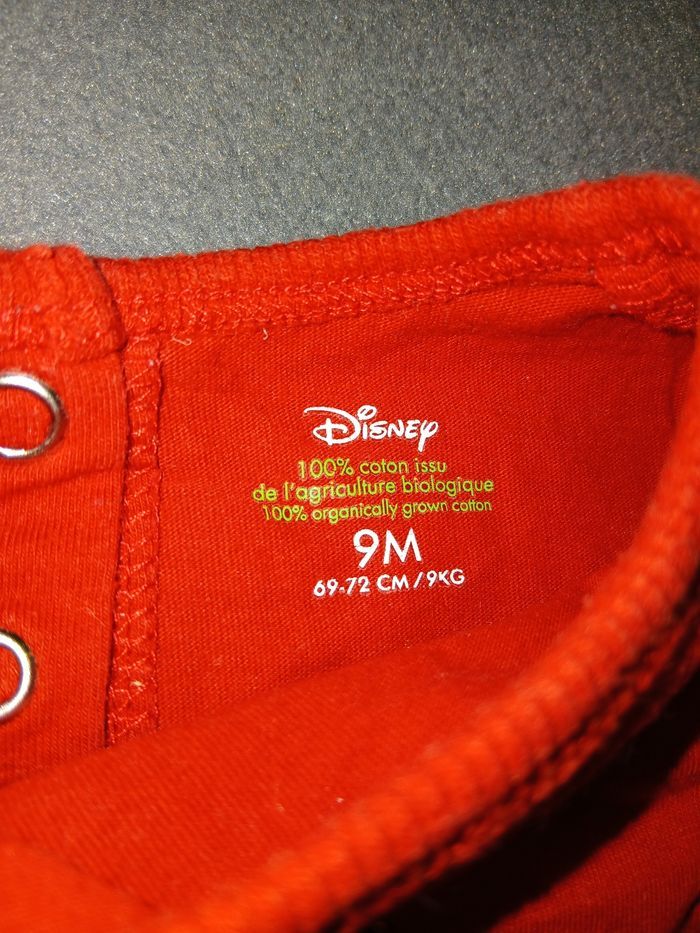 Disney
100% coton issu
de l'agriculture biologique
100% organically grown cotton
9M
69-72 CM/9KG